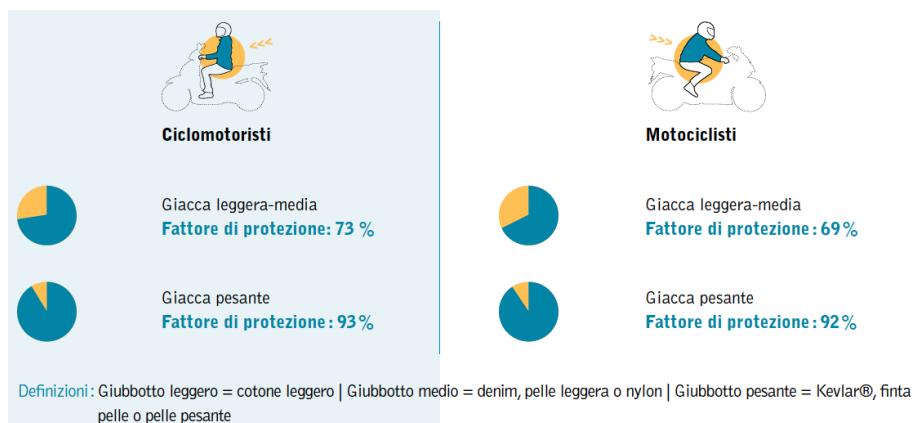 Ciclomotoristi
Giacca leggera-media
Fattore di protezione: 73 %
Giacca pesante
Fattore di protezione: 93%
Motociclisti
Giacca leggera-media
Fattore di protezione: 69%
Giacca pesante
Fattore di protezione: 92%
Definizioni: Giubbotto leggero = cotone leggero | Giubbotto medio = denim, pelle leggera o nylon | Giubbotto pesante = Kevlar®, finta
pelle o pelle pesante